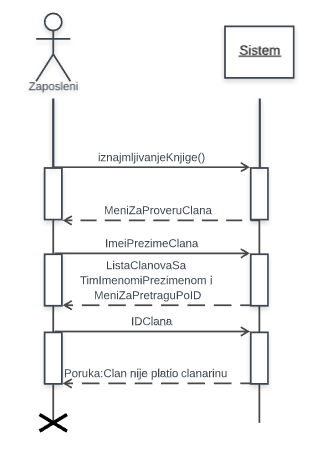 Sistem
Zaposleni
iznajmljivanjeKnjige()
MeniZaProveruClana
ImeiPrezimeClana
ListaClanovaSa
TimImenomiPrezimenom i
MeniZaPretraguPoID
IDClana
Poruka:Clan nije platio clanarinu